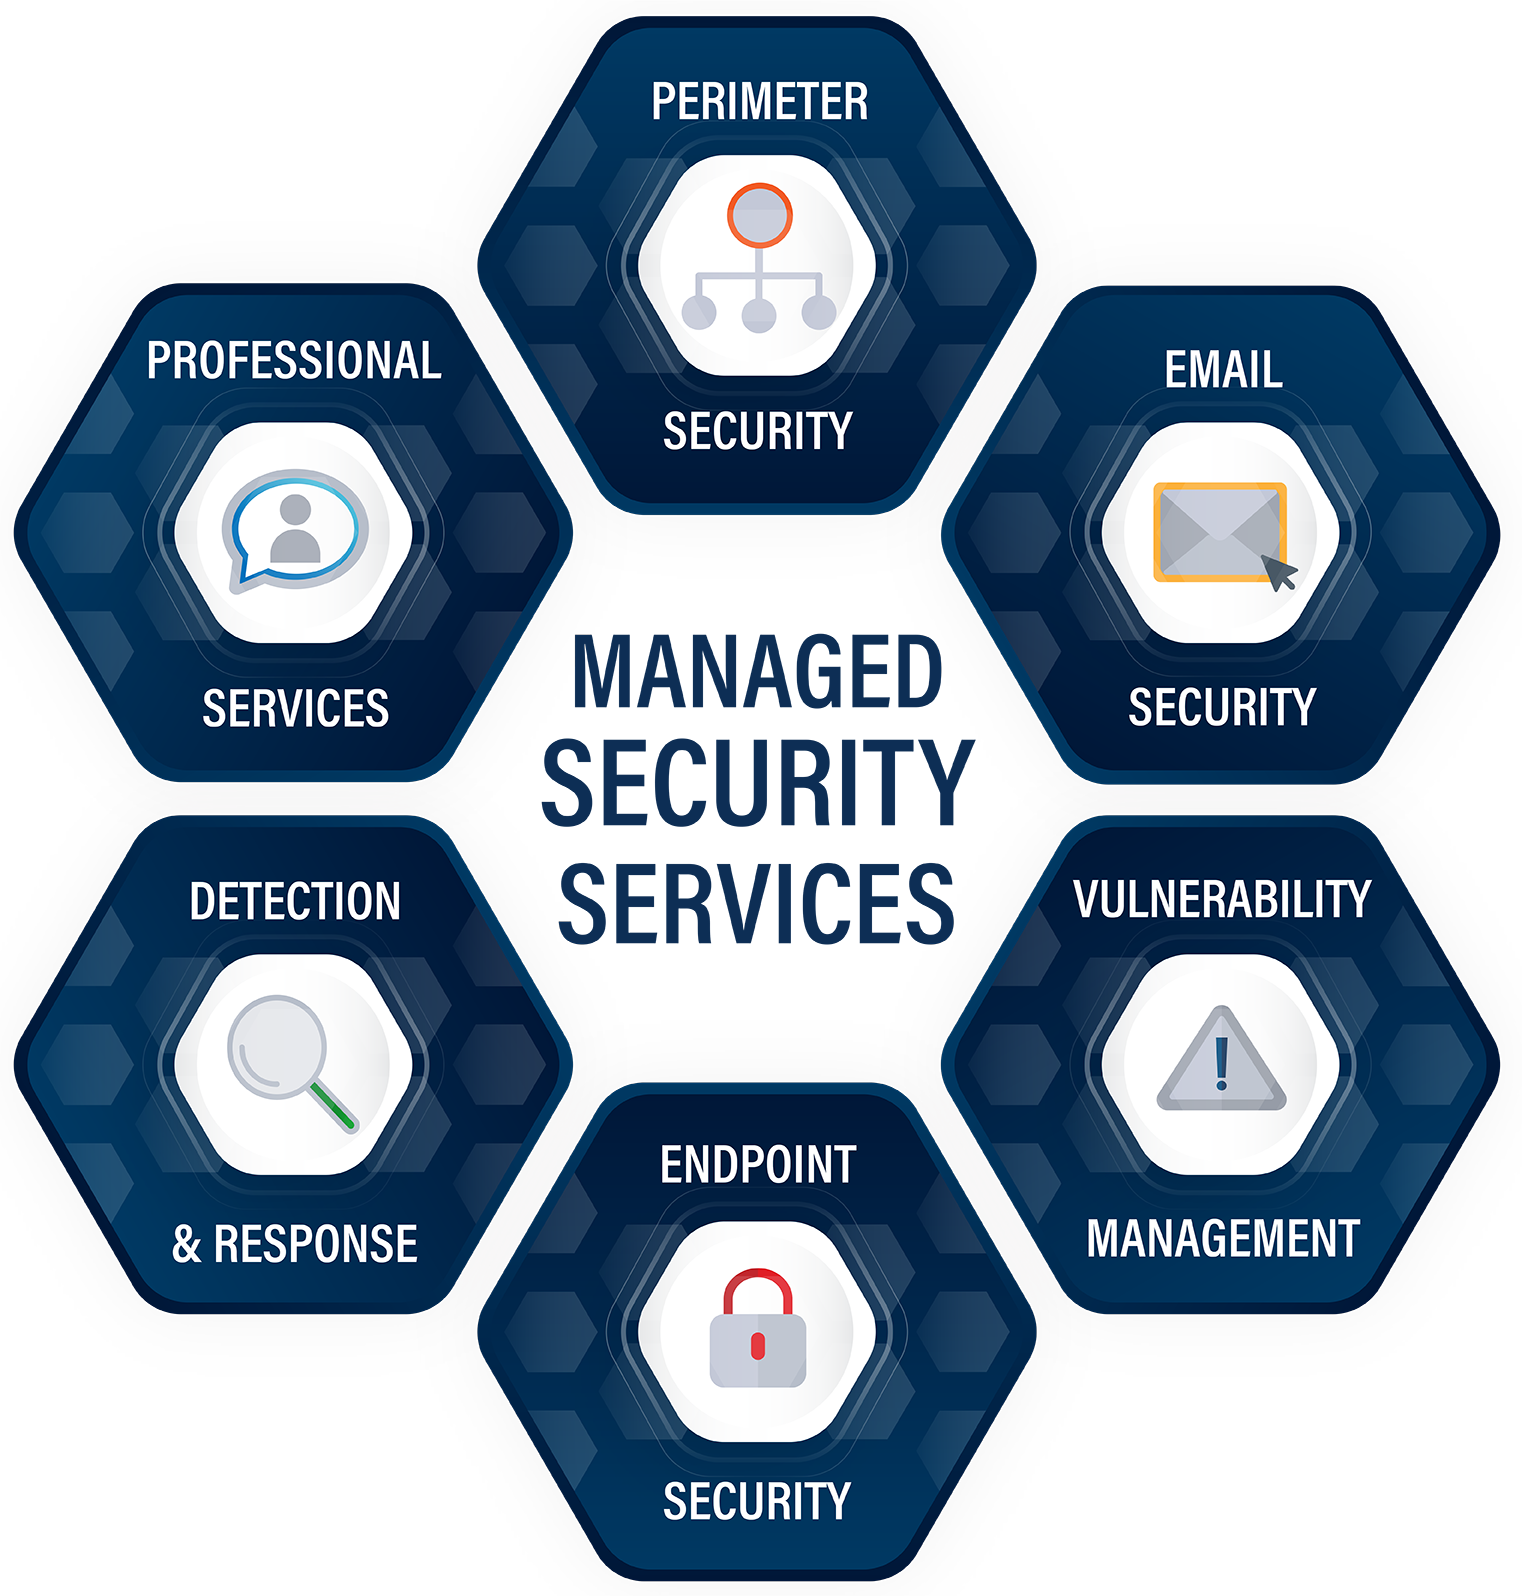 PERIMETER
SECURITY
EMAIL
SECURITY
VULNERABILITY
MANAGEMENT
ENDPOINT
SECURITY
DETECTION
& RESPONSE
PROFESSIONAL
SERVICES
MANAGED
SECURITY
SERVICES